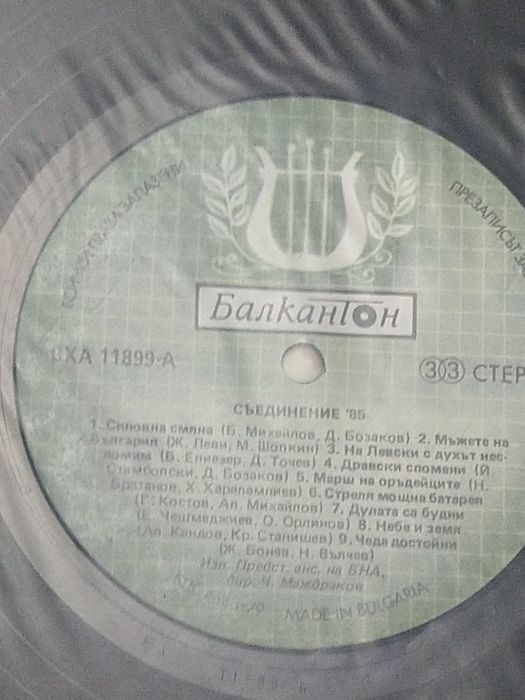 Балкантон
ВХА 11899-А
33 СТЕР
СЪЕДИНЕНИЕ '85
1. Синовна смяна (Б. Михайлов, Д. Бозаков) 2. Мъжете на
България (Ж. Леви, М. Шопкин) 3. На Левски с духът нес-
ломим (Б. Елиезер, Д. Точев) 4. Дравски спомени (Й.
Стамболски, Д. Бозаков) 5. Марш на оръдейците (Н.
Братанов, Х. Харалампиев) 6. Стреля мощна батарея
(Г. Костов, Ал. Михайлов) 7. Дулата са будни
(Е. Чешмеджиев, О. Орлинов) 8. Небе и земя
(Ал. Кандов, Кр. Станишев) 9. Чеда достойни
(Ж. Бонев, Н. Вълчев)
Изп. Предст. анс. на БНА,
дир. Ч. Маждраков
MADE IN BULGARIA
ПРЕЗАПИСЪТ ЗА